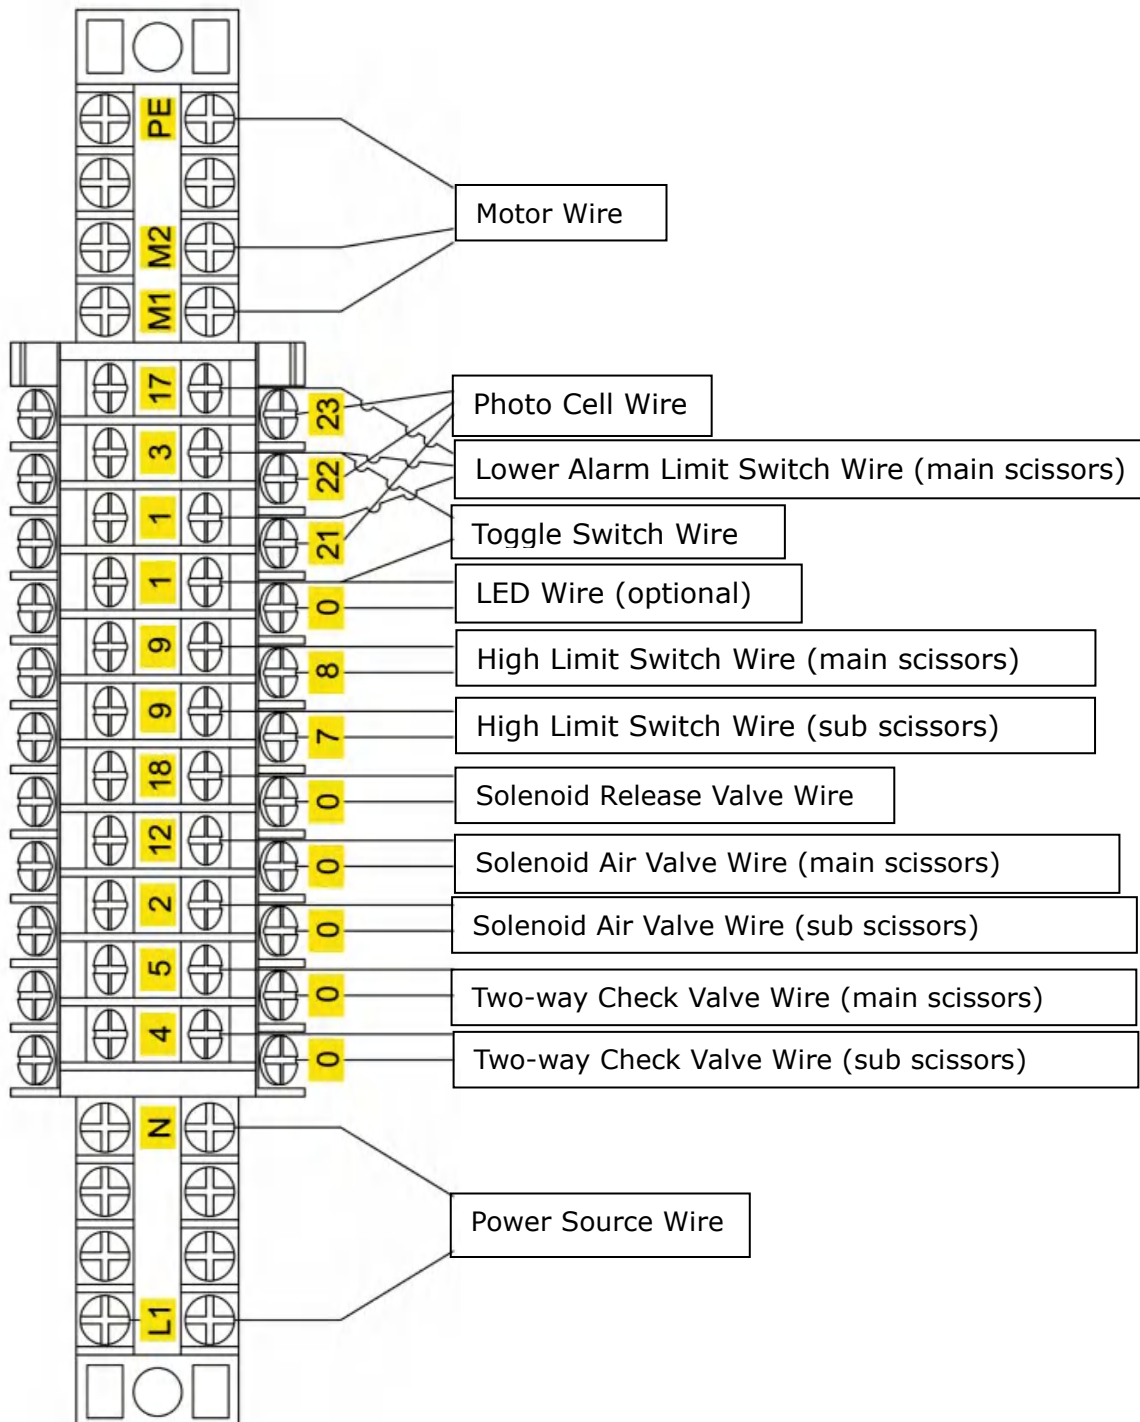 PE
M2
M1
Motor Wire
17
23
Photo Cell Wire
3
22
Lower Alarm Limit Switch Wire (main scissors)
1
21
Toggle Switch Wire
1
0
LED Wire (optional)
9
8
High Limit Switch Wire (main scissors)
9
7
High Limit Switch Wire (sub scissors)
18
0
Solenoid Release Valve Wire
12
0
Solenoid Air Valve Wire (main scissors)
2
0
Solenoid Air Valve Wire (sub scissors)
5
0
Two-way Check Valve Wire (main scissors)
4
0
Two-way Check Valve Wire (sub scissors)
N
Power Source Wire
L1